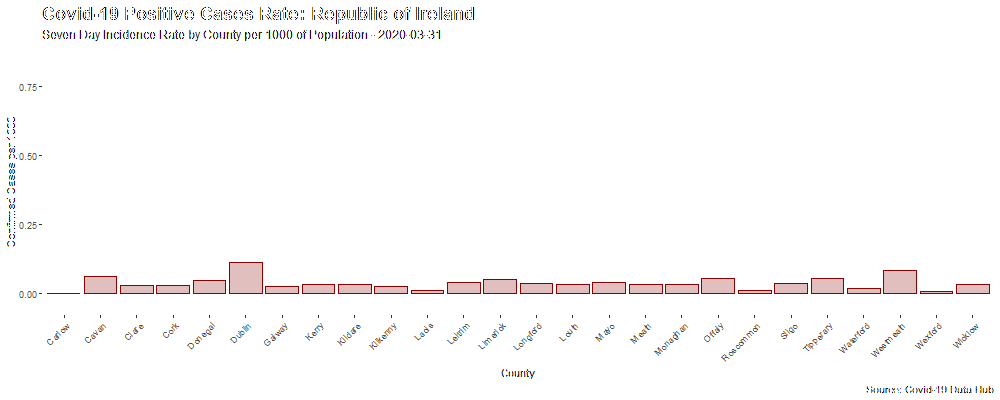 Covid-19 Positive Cases Rate: Republic of Ireland
Seven Day Incidence Rate by County per 1000 of Population - 2020-03-31
Confirmed Cases per 1000
0.75
0.50
0.25
0.00
Carlow
Cavan
Clare
Cork
Donegal
Dublin
Galway
Kerry
Kildare
Kilkenny
Laois
Leitrim
Limerick
Longford
Louth
Mayo
Meath
Monaghan
Offaly
Roscommon
Sligo
Tipperary
Waterford
Westmeath
Wexford
Wicklow
County
Source: Covid-19 Data Hub